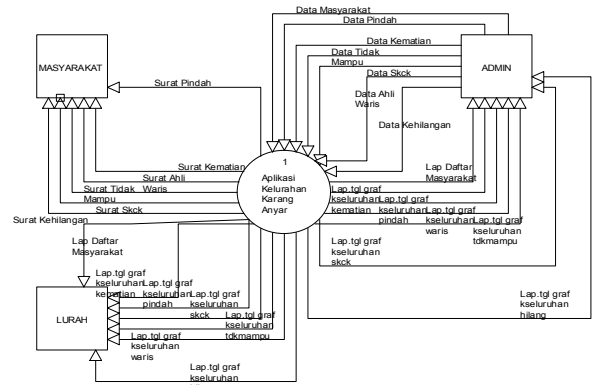 Data Masyarakat
Data Pindah
Data Kematian
Data Tidak
Mampu
Data Skck
Data Ahli
Waris
Data Kehilangan
MASYARAKAT
ADMIN
Surat Pindah
1
Aplikasi
Kelurahan
Karang
Anyar
Surat Kematian
Surat Ahli
Waris
Surat Tidak
Mampu
Surat Skck
Surat Kehilangan
Lap Daftar
Masyarakat
Lap.tgl graf
kseluruhan
kematian
Lap.tgl graf
kseluruhan
pindah
Lap.tgl graf
kseluruhan
waris
Lap.tgl graf
kseluruhan
tdkmampu
Lap.tgl graf
kseluruhan
skck
Lap.tgl graf
kseluruhan
hilang
Lap Daftar
Masyarakat
LURAH
Lap.tgl graf
kseluruhan
kematian
Lap.tgl graf
kseluruhan
pindah
Lap.tgl graf
kseluruhan
skck
Lap.tgl graf
kseluruhan
tdkmampu
Lap.tgl graf
kseluruhan
waris
Lap.tgl graf
kseluruhan